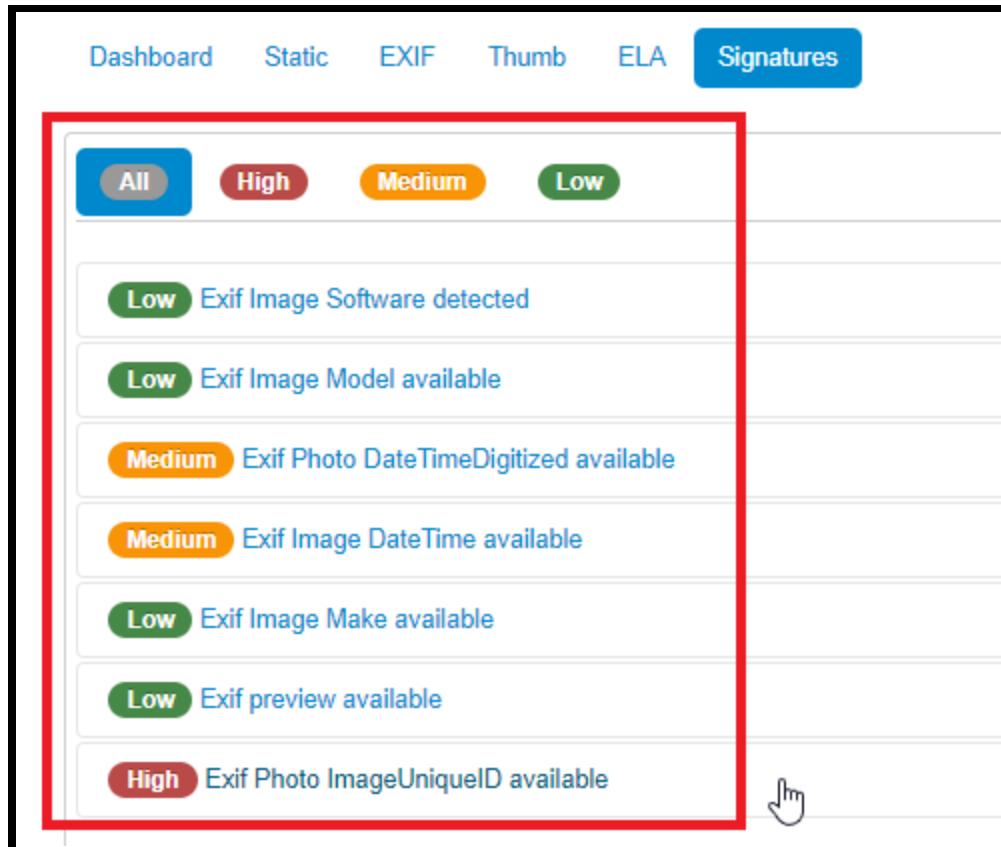 Dashboard Static EXIF Thumb ELA Signatures
All High Medium Low
Low Exif Image Software detected
Low Exif Image Model available
Medium Exif Photo DateTimeDigitized available
Medium Exif Image DateTime available
Low Exif Image Make available
Low Exif preview available
High Exif Photo ImageUniqueID available